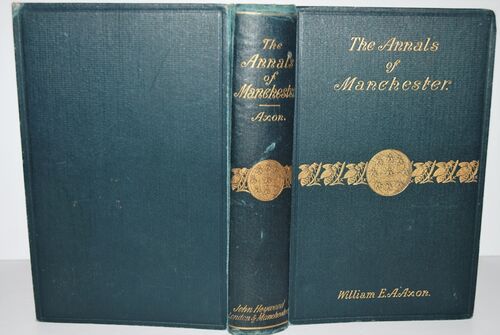 The
Annals
of
Manchester
Axon.
John Heywood
London & Manchester
The Annals
of
Manchester.
William E.A. Axon.